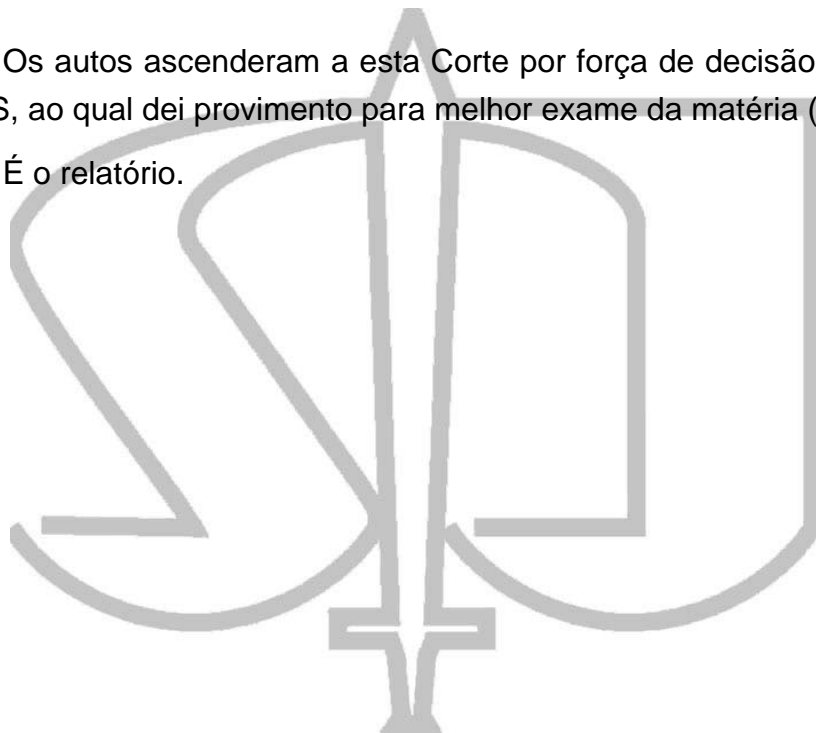 Os autos ascenderam a esta Corte por força de decisão
S, ao qual dei provimento para melhor exame da matéria (
É o relatório.
STJ